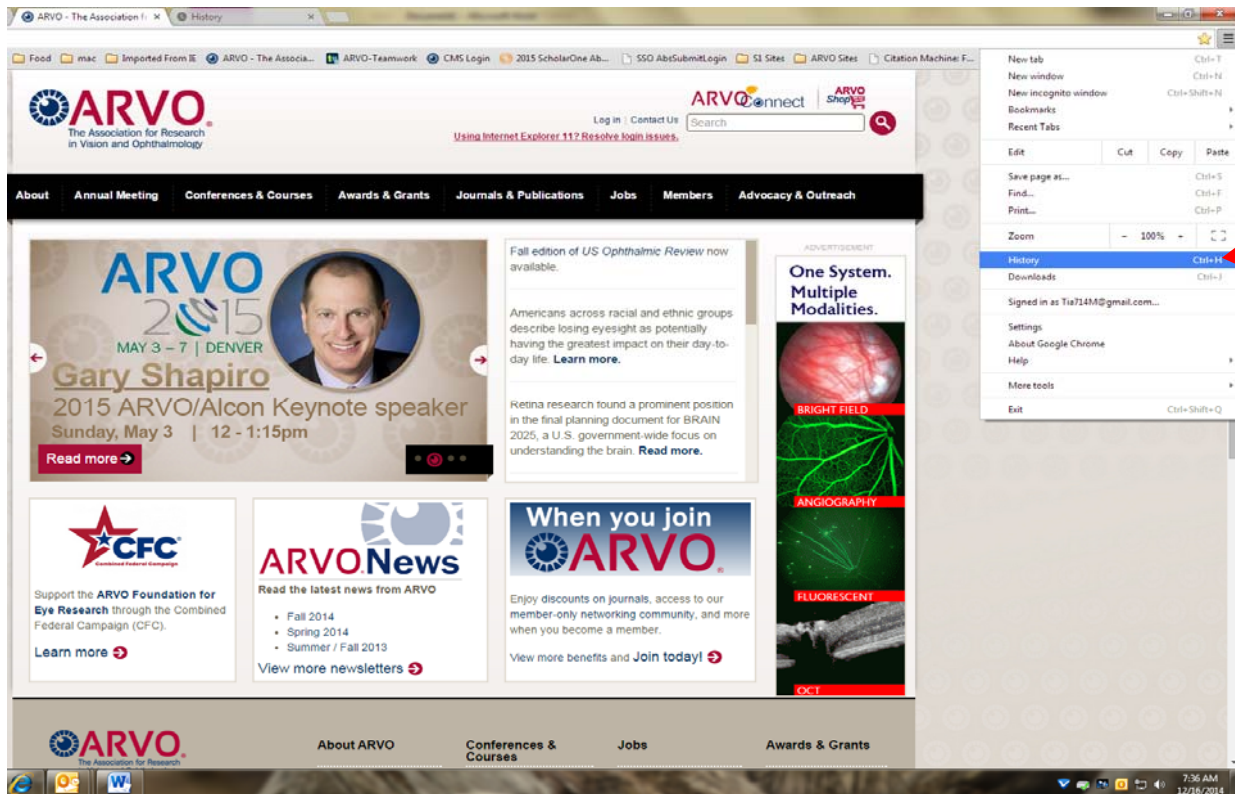 ARVO - The Association f
History
Food
mac
Imported From IE
ARVO - The Associa...
ARVO-Teamwork
CMS Login
2015 ScholarOne Ab...
SSO AbsSubmitLogin
S1 Sites
ARVO Sites
Citation Machine: F...
ARVO
The Association for Research
in Vision and Ophthalmology
ARVOConnect
ARVO
Shop
Log in | Contact Us
Search
Using Internet Explorer 11? Resolve login issues.
About
Annual Meeting
Conferences & Courses
Awards & Grants
Journals & Publications
Jobs
Members
Advocacy & Outreach
ARVO
2015
MAY 3 – 7 | DENVER
Gary Shapiro
2015 ARVO/Alcon Keynote speaker
Sunday, May 3 | 12 - 1:15pm
Read more
Fall edition of US Ophthalmic Review now
available.
Americans across racial and ethnic groups
describe losing eyesight as potentially
having the greatest impact on their day-to-
day life. Learn more.
Retina research found a prominent position
in the final planning document for BRAIN
2025, a U.S. government-wide focus on
understanding the brain. Read more.
ADVERTISEMENT
One System.
Multiple
Modalities.
BRIGHT FIELD
ANGIOGRAPHY
FLUORESCENT
OCT
CFC
Combined Federal Campaign
Support the ARVO Foundation for
Eye Research through the Combined
Federal Campaign (CFC).
Learn more
ARVO.News
Read the latest news from ARVO
• Fall 2014
• Spring 2014
• Summer / Fall 2013
View more newsletters
When you join
ARVO.
Enjoy discounts on journals, access to our
member-only networking community, and more
when you become a member.
View more benefits and Join today!
ARVO.
The Association for Research
About ARVO
Conferences &
Courses
Jobs
Awards & Grants
New tab Ctrl+T
New window Ctrl+N
New incognito window Ctrl+Shift+N
Bookmarks
Recent Tabs
Edit Cut Copy Paste
Save page as... Ctrl+S
Find... Ctrl+F
Print... Ctrl+P
Zoom - 100% +
History Ctrl+H
Downloads Ctrl+J
Signed in as Tia714M@gmail.com...
Settings
About Google Chrome
Help
More tools
Exit Ctrl+Shift+Q
7:36 AM
12/16/2014